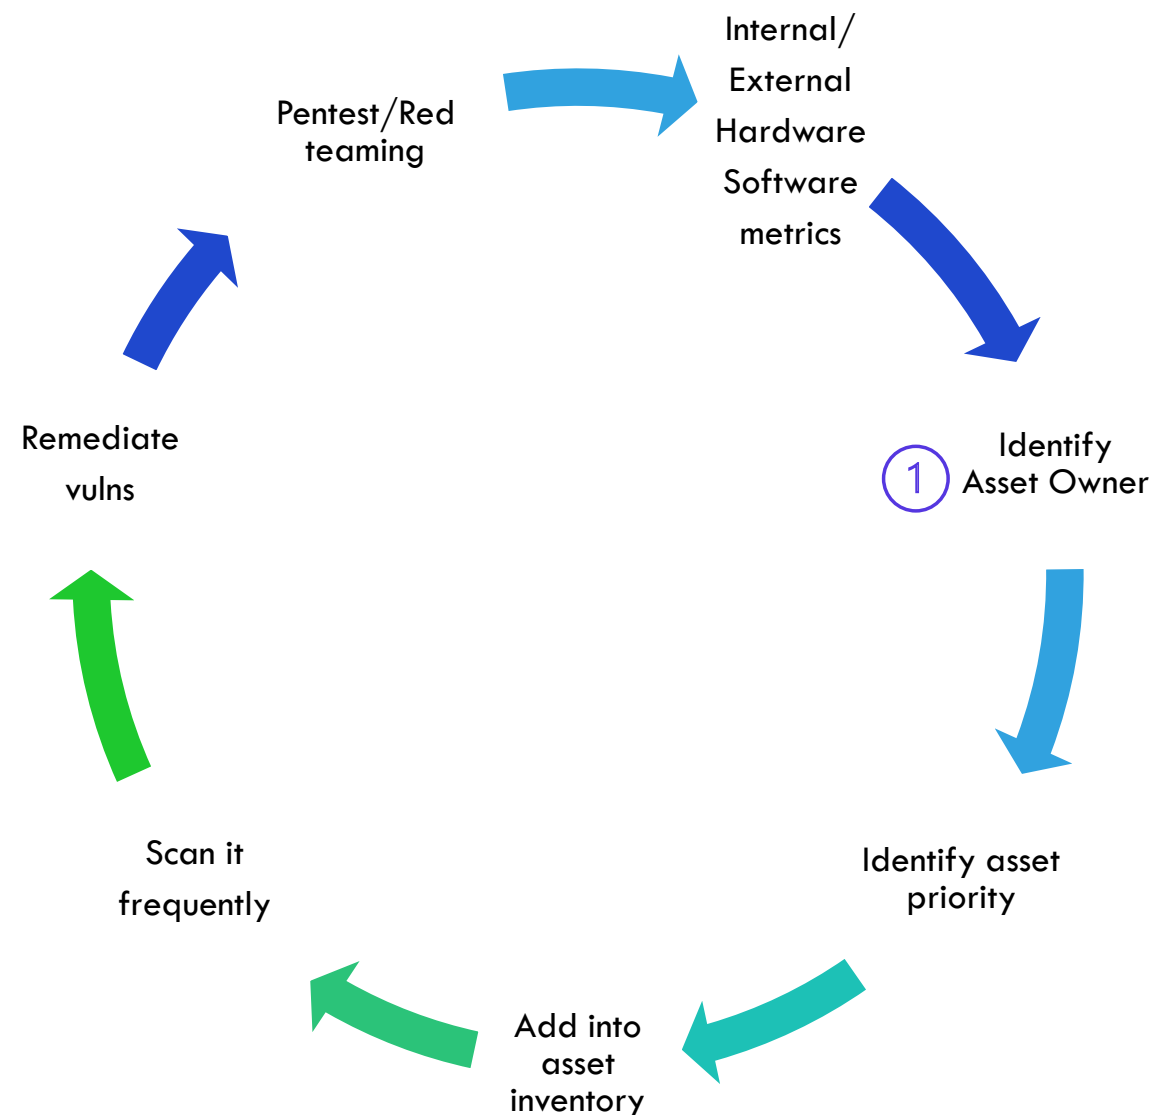 Internal/
External
Hardware
Software
metrics
Pentest/Red
teaming
Remediate
vulns
1
Identify
Asset Owner
Scan it
frequently
Identify asset
priority
Add into
asset
inventory